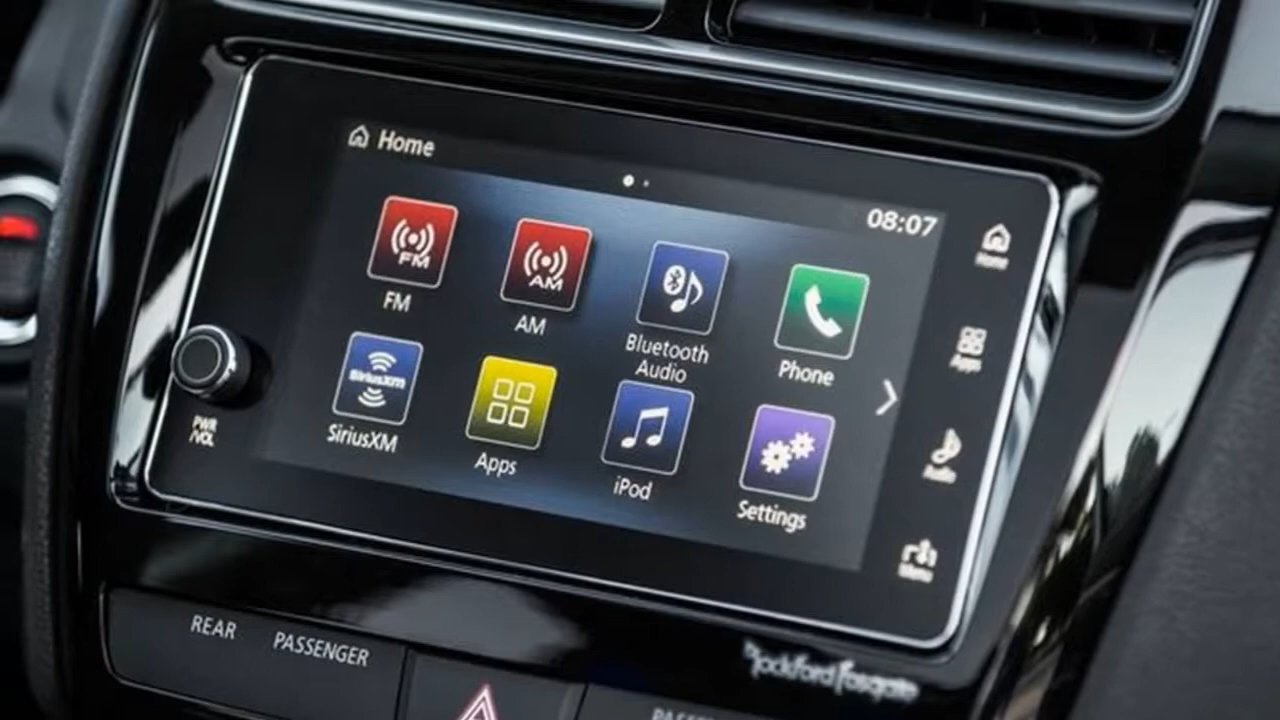 Home
08:07
FM
AM
FM
AM
Bluetooth
Audio
Phone
SiriusXM
SiriusXM
Apps
iPod
Settings
Home
Apps
Audio
Menu
PWR
/VOL
REAR
PASSENGER
Rockford Fosgate